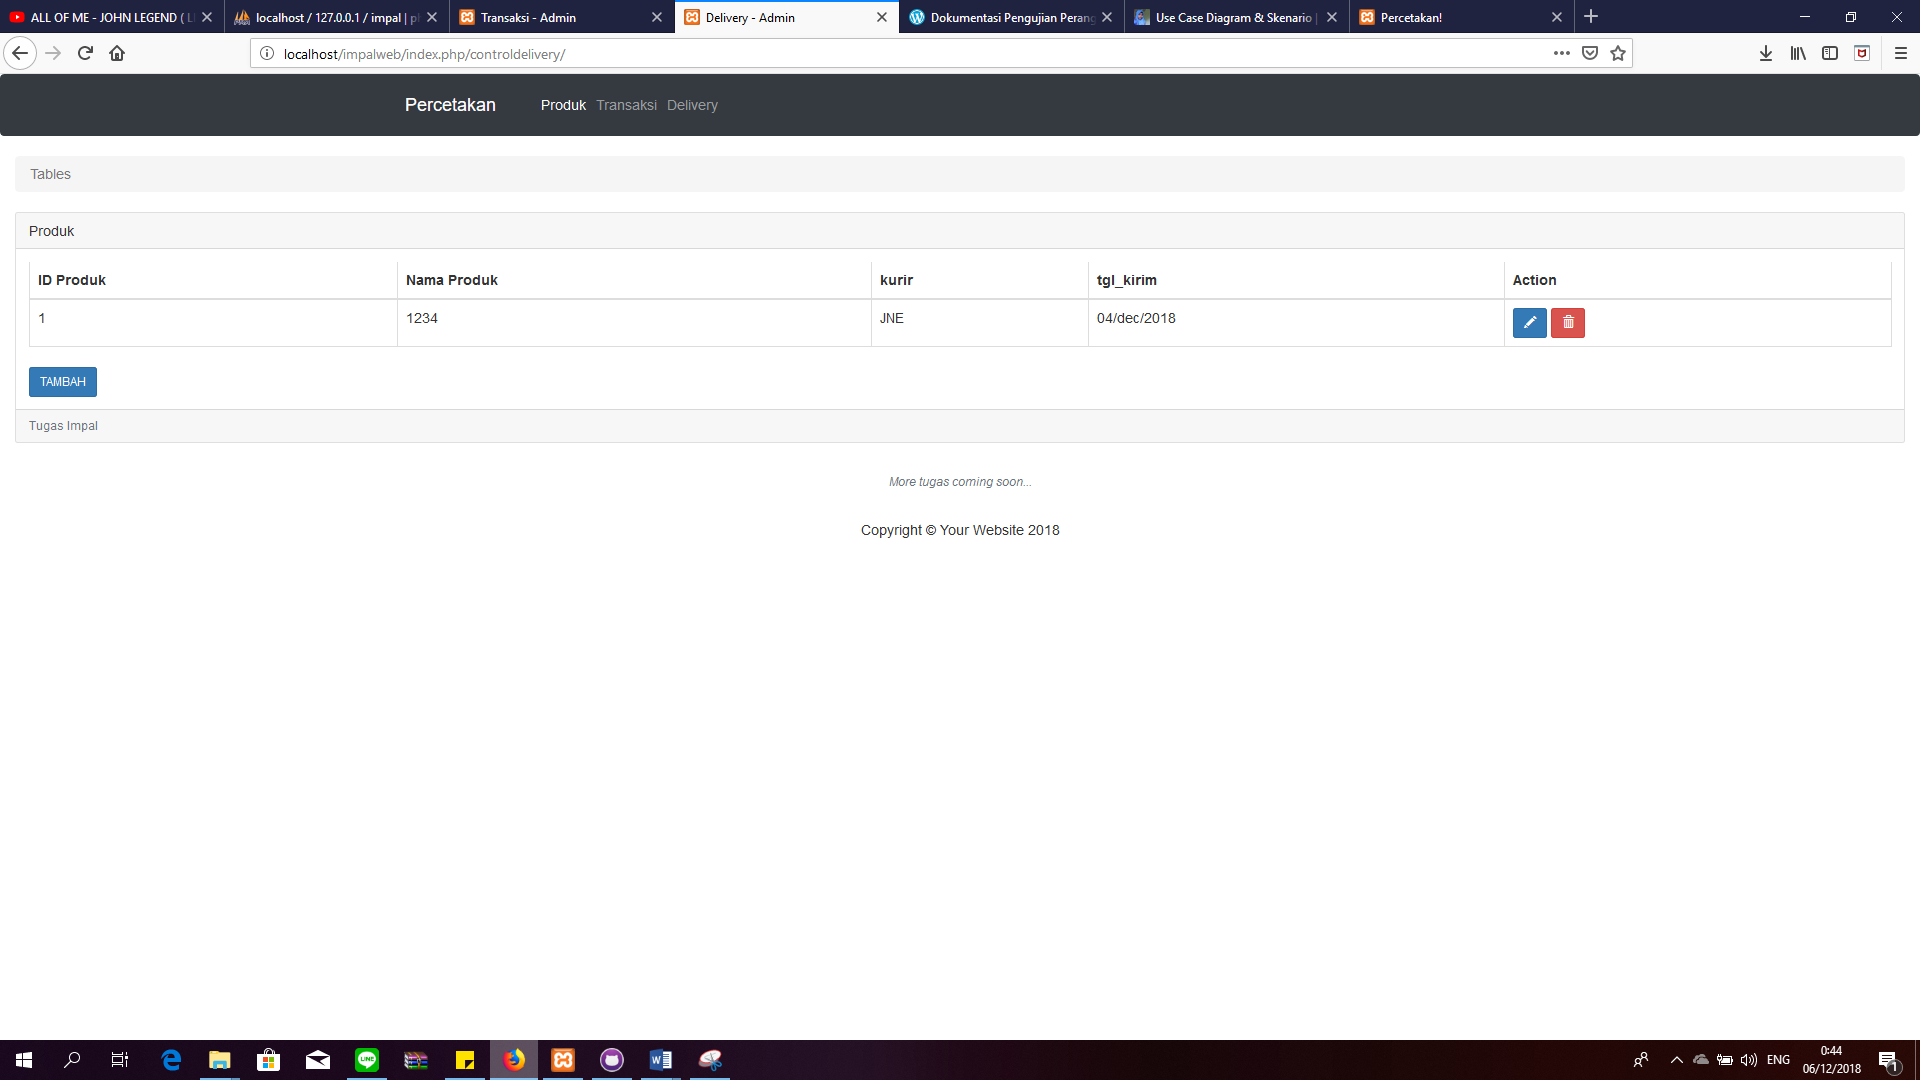 ALL OF ME - JOHN LEGEND ( L
localhost / 127.0.0.1 / impal | p
Transaksi - Admin
Delivery - Admin
Dokumentasi Pengujian Perang
Use Case Diagram & Skenario |
Percetakan!
localhost/impalweb/index.php/controldelivery/
Percetakan Produk Transaksi Delivery
Tables
Produk
ID Produk Nama Produk kurir tgl_kirim Action
1 1234 JNE 04/dec/2018
TAMBAH
Tugas Impal
More tugas coming soon...
Copyright © Your Website 2018
LINE
ENG
0:44
06/12/2018
1